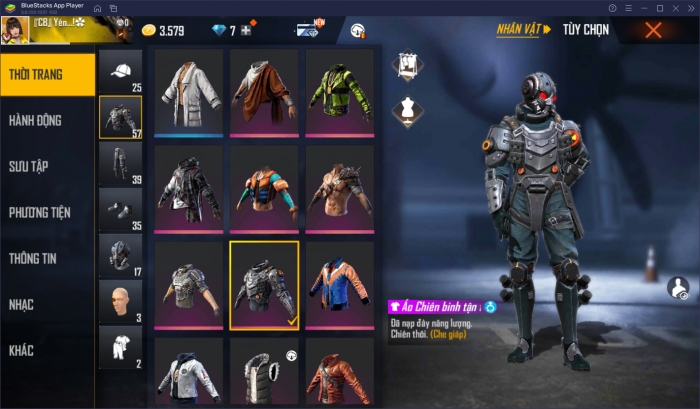 BlueStacks App Player
3.579
7
NEW
NHÂN VẬT
TÙY CHỌN
THỜI TRANG
HÀNH ĐỘNG
SƯU TẬP
PHƯƠNG TIỆN
THÔNG TIN
NHẠC
KHÁC
25
57
39
35
17
3
2
Áo Chiến binh tận
Đã nạp đầy năng lượng.
Chiến thôi. (Che giáp)